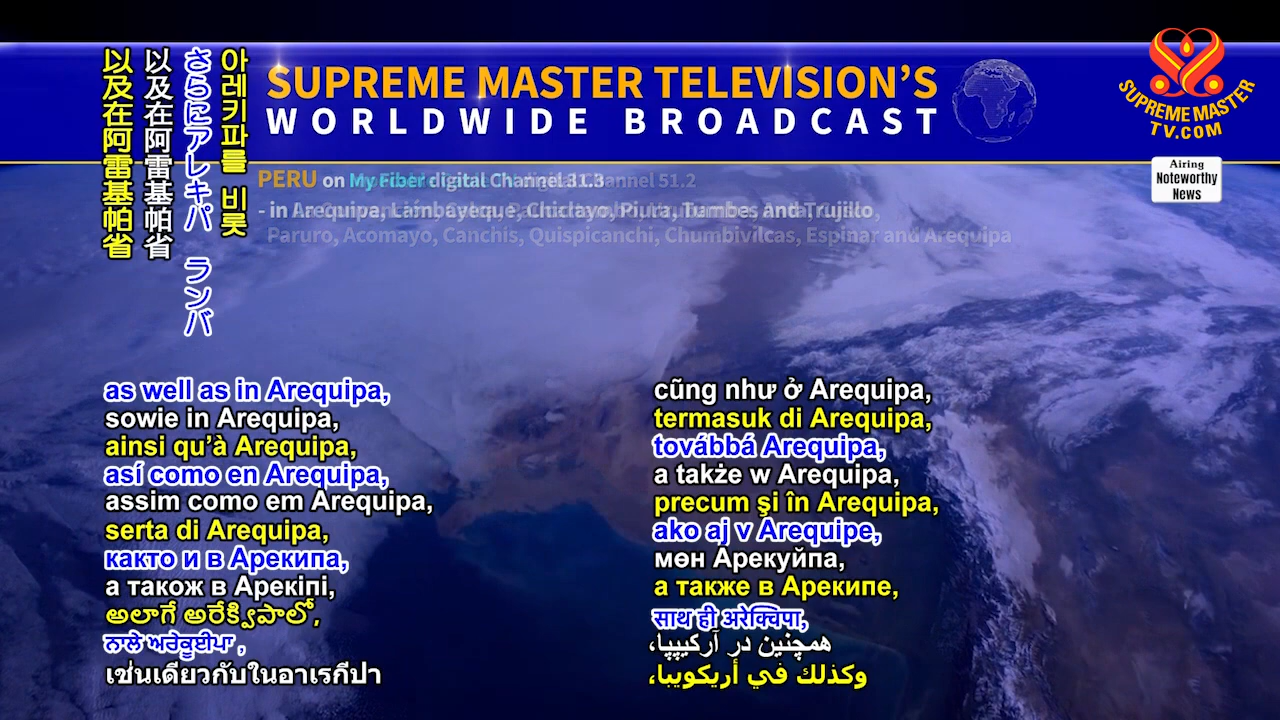 SUPREME MASTER TELEVISION'S
WORLDWIDE BROADCAST
SUPREME MASTER
TV.COM
Airing
Noteworthy
News
PERU on My Fiber digital Channel 31.3
- in Arequipa, Lambayeque, Chiclayo, Piura, Tumbes, and Trujillo
Paruro, Acomayo, Canchis, Quispicanchi, Chumbivilcas, Espinar and Arequipa
아레키파를 비롯
さらにアレキパ ランバ
以及在阿雷基帕省
以及在阿雷基帕省
as well as in Arequipa,
sowie in Arequipa,
ainsi qu'à Arequipa,
así como en Arequipa,
assim como em Arequipa,
serta di Arequipa,
както и в Арекипа,
а також в Арекіпі,
అలాగే అరేక్విపాలో,
ਨਾਲੇ ਅਰੇਕੂਈਪਾ,
เช่นเดียวกับในอาเรกีปา
cũng như ở Arequipa,
termasuk di Arequipa,
továbbá Arequipa,
a także w Arequipa,
precum şi în Arequipa,
ako aj v Arequipe,
мөн Арекуйпа,
а также в Арекипе,
साथ ही अरेक्विपा,
همچنین در آرکیپپا،
وكذلك في أريكويبا،